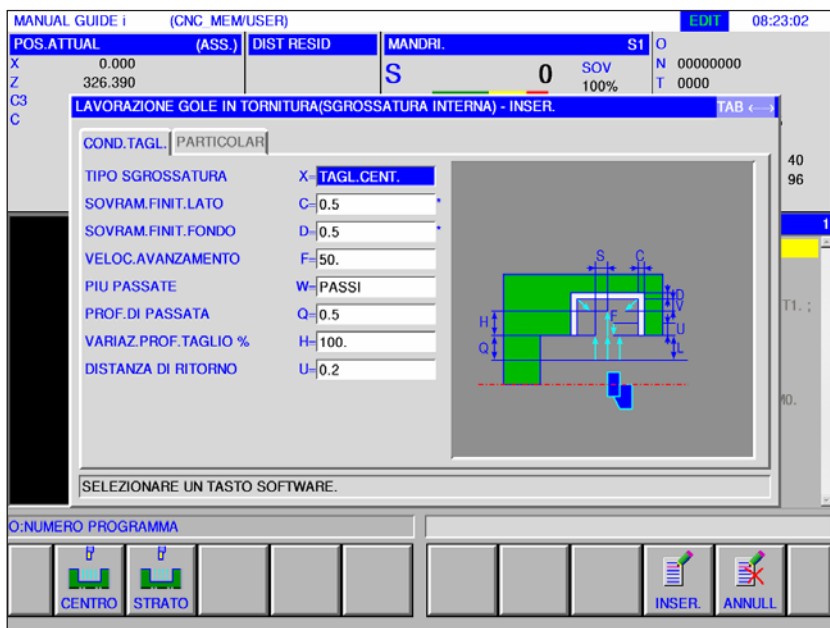 MANUAL GUIDE i (CNC_MEM/USER) EDIT 08:23:02
POS.ATTUAL (ASS.) DIST RESID MANDRI. S1 O
X 0.000 S 0 SOV 100% N 00000000
Z 326.390 T 0000
C3
C
LAVORAZIONE GOLE IN TORNITURA(SGROSSATURA INTERNA) - INSER. TAB ←→
COND.TAGL. PARTICOLAR
40
96
TIPO SGROSSATURA X=TAGL.CENT.
SOVRAM.FINIT.LATO C=0.5 *
SOVRAM.FINIT.FONDO D=0.5 *
VELOC.AVANZAMENTO F=50.
PIU PASSATE W=PASSI
PROF.DI PASSATA Q=0.5
VARIAZ.PROF.TAGLIO % H=100.
DISTANZA DI RITORNO U=0.2
S C
D
V
H F U
Q L
1
T1. ;
M0.
SELEZIONARE UN TASTO SOFTWARE.
O:NUMERO PROGRAMMA
CENTRO STRATO INSER. ANNULL